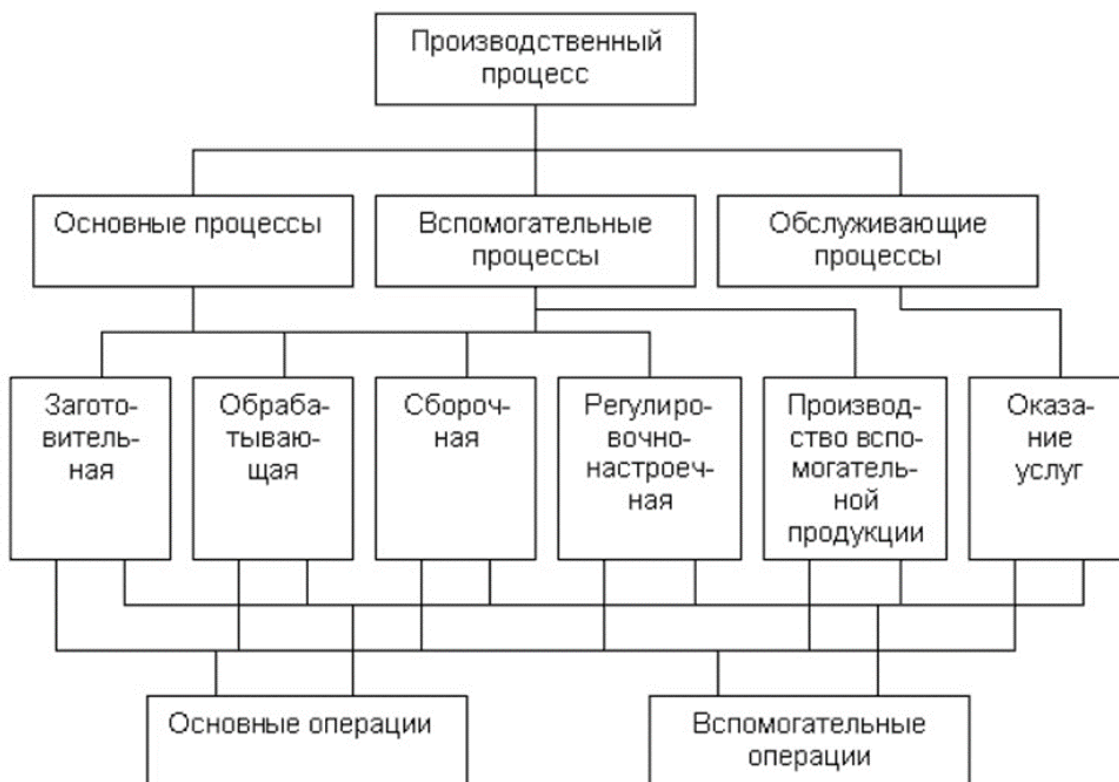 Производственный
процесс
Основные процессы
Вспомогательные
процессы
Обслуживающие
процессы
Загото-
витель-
ная
Обраба-
тываю-
щая
Сбороч-
ная
Регулиро-
вочно-
настроеч-
ная
Производ-
ство вспо-
могатель-
ной
продукции
Оказа-
ние
услуг
Основные операции
Вспомогательные
операции